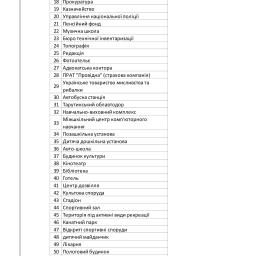 18 Прокуратура
19 Казначейство
20 Управління національної поліції
21 Пенсійний фонд
22 Музична школа
23 Бюро технічної інвентаризації
24 Топографія
25 Редакція
26 Фотоательє
27 Адвокатська контора
28 ПРАТ "Провідна" (страхова компанія)
29 Українське товариство мисливства та рибалки
30 Автобусна станція
31 Тарутинський облавтодор
32 Навчально-виховний комплекс
33 Міжшкільний центр комп'ютерного навчання
34 Позашкільна установа
35 Дитяча дошкільна установа
36 Авто-школа
37 Будинок культури
38 Кінотеатр
39 Бібліотека
40 Готель
41 Центр дозвілля
42 Культова споруда
43 Стадіон
44 Спортивний зал
45 Територія під активні види рекреації
46 Канатний парк
47 Відкриті спортивні споруди
48 дитячий майданчик
49 Лікарня
50 Пологовий будинок